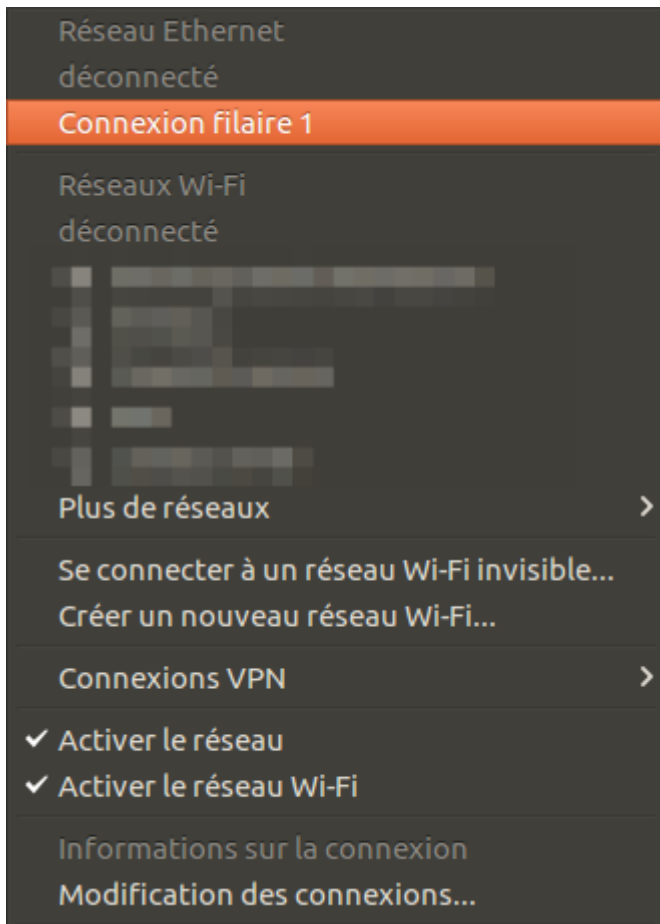 Réseau Ethernet
déconnecté
Connexion filaire 1
Réseaux Wi-Fi
déconnecté
Plus de réseaux
Se connecter à un réseau Wi-Fi invisible...
Créer un nouveau réseau Wi-Fi...
Connexions VPN
Activer le réseau
Activer le réseau Wi-Fi
Informations sur la connexion
Modification des connexions...